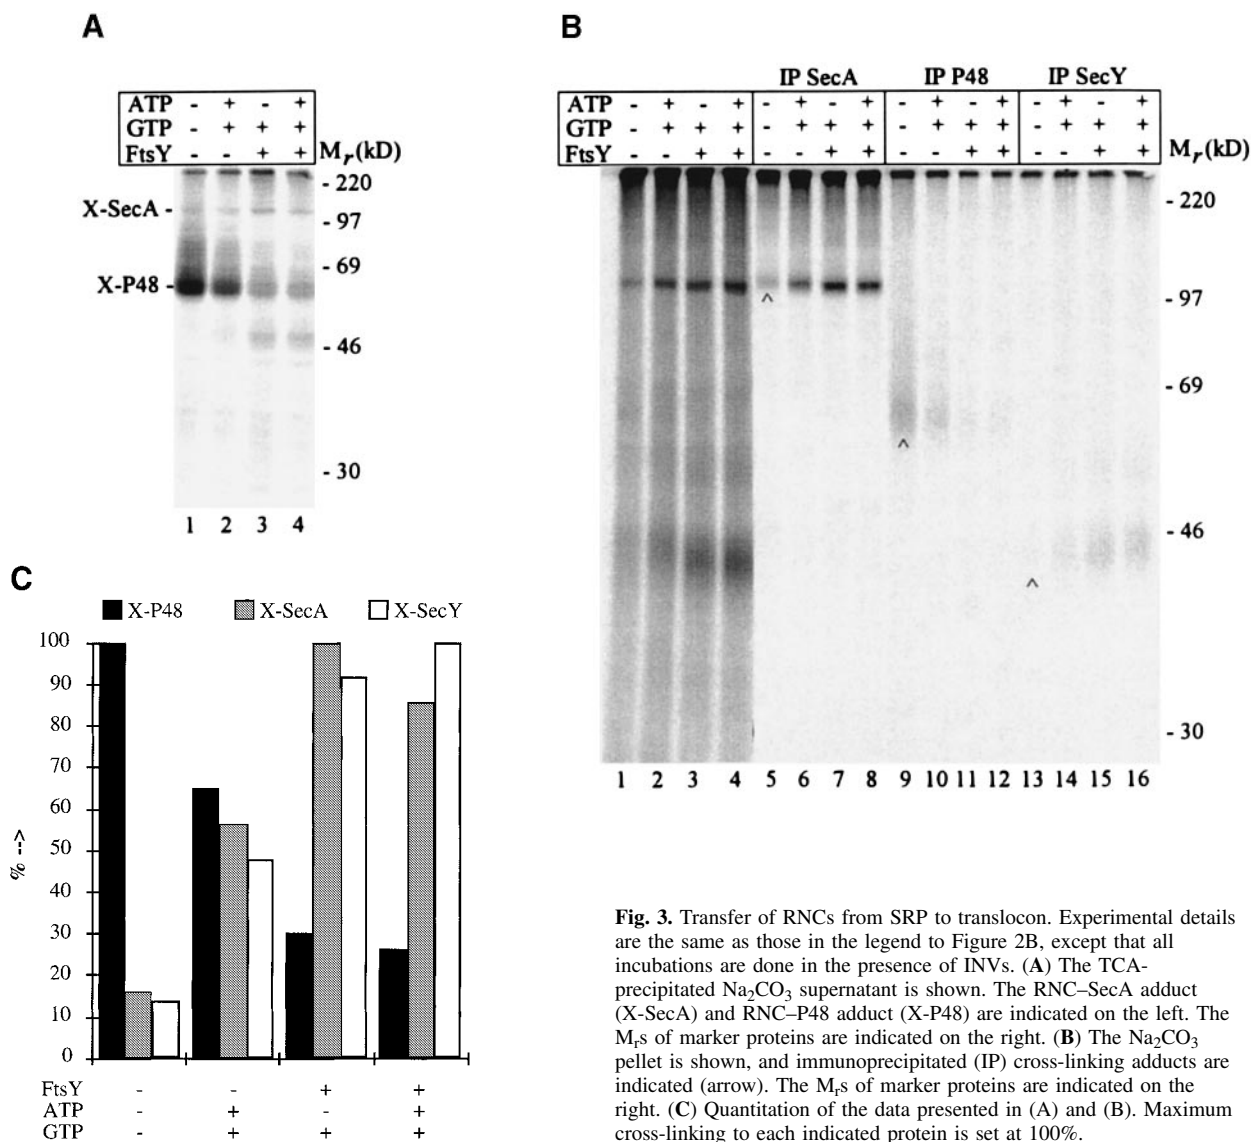 A
ATP - + - +
GTP - + + +
FtsY - - + +
M_r(kD)
X-SecA -
X-P48 -
- 220
- 97
- 69
- 46
- 30
1 2 3 4
B
IP SecA IP P48 IP SecY
ATP - + - + - + - + - + - + - + - +
GTP - + + + - + + + - + + + - + + +
FtsY - - + + - - + + - - + + - - + +
M_r(kD)
- 220
- 97
- 69
- 46
- 30
^
^
^
1 2 3 4 5 6 7 8 9 10 11 12 13 14 15 16
C
X-P48 X-SecA X-SecY
100
90
80
70
60
50
40
30
20
10
0
% -->
FtsY - - + +
ATP - + - +
GTP - + + +
Fig. 3. Transfer of RNCs from SRP to translocon. Experimental details
are the same as those in the legend to Figure 2B, except that all
incubations are done in the presence of INVs. (A) The TCA-
precipitated Na₂CO₃ supernatant is shown. The RNC–SecA adduct
(X-SecA) and RNC–P48 adduct (X-P48) are indicated on the left. The
M_rs of marker proteins are indicated on the right. (B) The Na₂CO₃
pellet is shown, and immunoprecipitated (IP) cross-linking adducts are
indicated (arrow). The M_rs of marker proteins are indicated on the
right. (C) Quantitation of the data presented in (A) and (B). Maximum
cross-linking to each indicated protein is set at 100%.